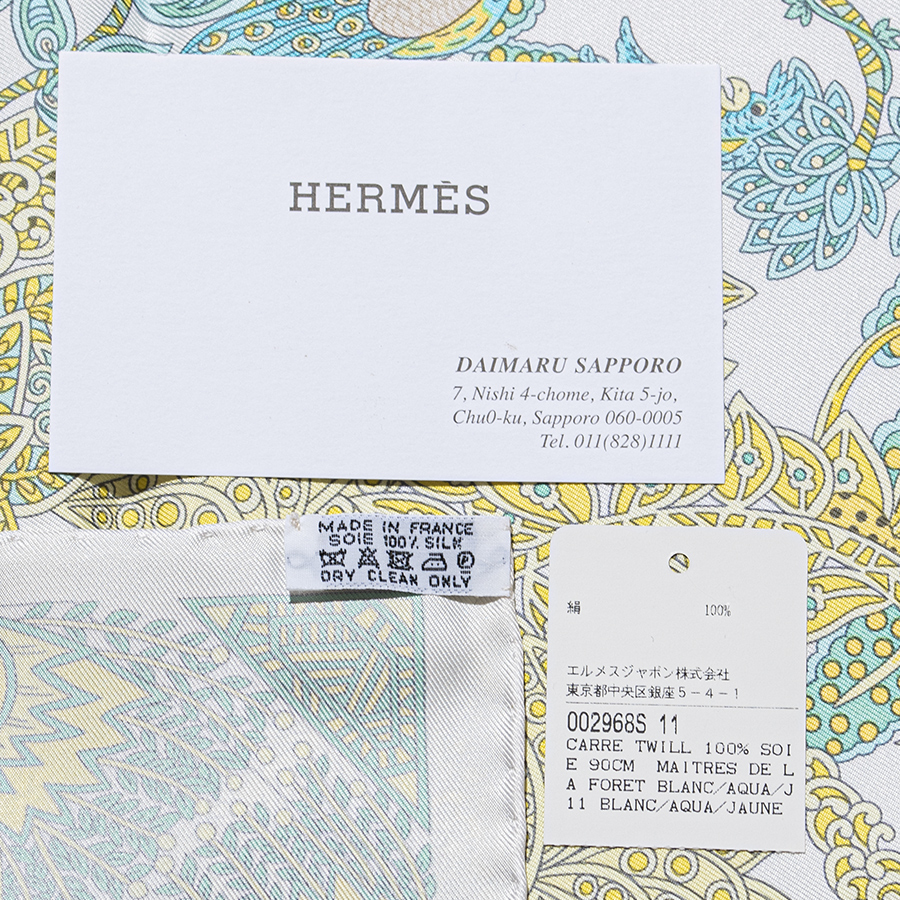 HERMÈS
DAIMARU SAPPORO
7, Nishi 4-chome, Kita 5-jo,
Chu0-ku, Sapporo 060-0005
Tel. 011(828)1111
MADE IN FRANCE
SOIE 100% SILK
DRY CLEAN ONLY
絹 100%
エルメスジャポン株式会社
東京都中央区銀座5-4-1
002968S 11
CARRE TWILL 100% SOI
E 90CM MAITRES DE L
A FORET BLANC/AQUA/J
11 BLANC/AQUA/JAUNE